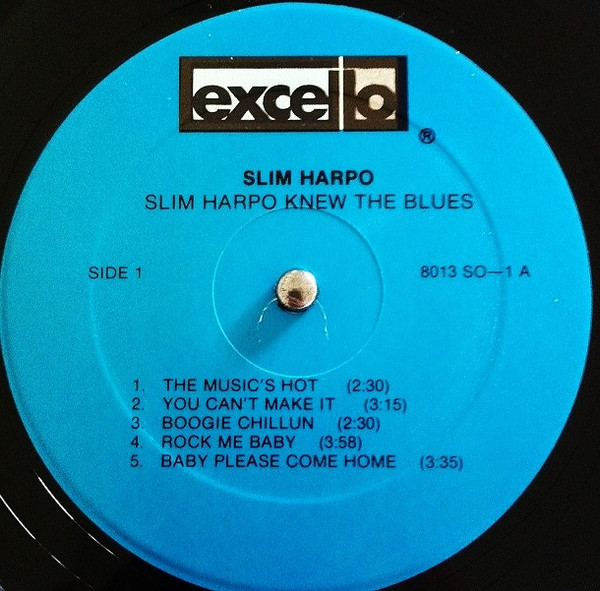 excello
®
SLIM HARPO
SLIM HARPO KNEW THE BLUES
SIDE 1
8013 SO—1 A
1. THE MUSIC'S HOT (2:30)
2. YOU CAN'T MAKE IT (3:15)
3. BOOGIE CHILLUN (2:30)
4. ROCK ME BABY (3:58)
5. BABY PLEASE COME HOME (3:35)